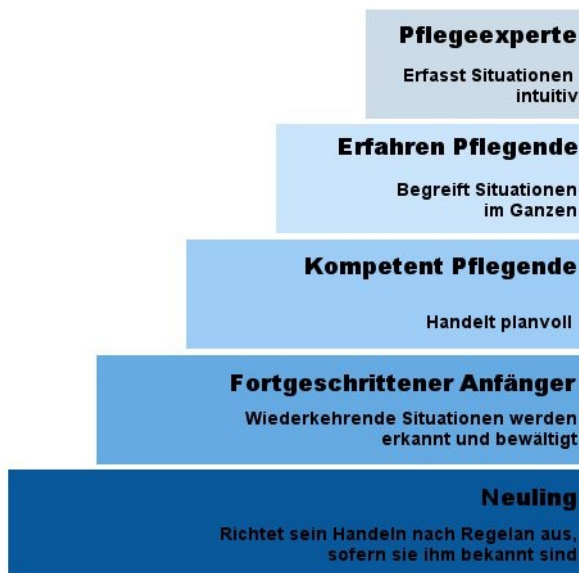 Pflegeexperte
Erfasst Situationen
intuitiv
Erfahren Pflegende
Begreift Situationen
im Ganzen
Kompetent Pflegende
Handelt planvoll
Fortgeschrittener Anfänger
Wiederkehrende Situationen werden
erkannt und bewältigt
Neuling
Richtet sein Handeln nach Regelan aus,
sofern sie ihm bekannt sind